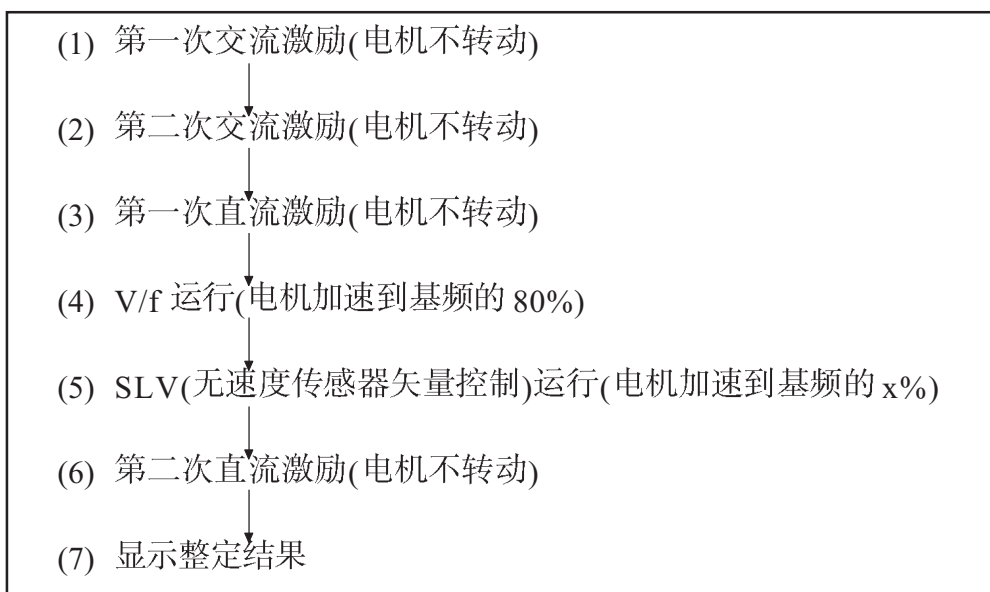 (1) 第一次交流激励(电机不转动)
(2) 第二次交流激励(电机不转动)
(3) 第一次直流激励(电机不转动)
(4) V/f 运行(电机加速到基频的 80%)
(5) SLV(无速度传感器矢量控制)运行(电机加速到基频的 x%)
(6) 第二次直流激励(电机不转动)
(7) 显示整定结果